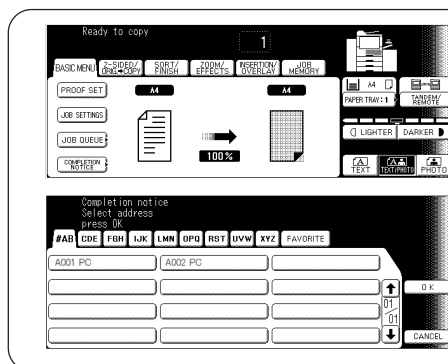 Ready to copy
1
BASIC MENU
2-SIDED/
ORIG.➔COPY
SORT/
FINISH
ZOOM/
EFFECTS
INSERTION/
OVERLAY
JOB
MEMORY
PROOF SET
JOB SETTINGS
JOB QUEUE
COMPLETION
NOTICE
A4
A4
100%
A4
PAPER TRAY:1
TANDEM/
REMOTE
LIGHTER
DARKER
A
TEXT
A
TEXT/PHOTO
PHOTO
Completion notice
Select address
press OK
#AB CDE FGH IJK LMN OPQ RST UVW XYZ FAVORITE
A001 PC
A002 PC
01
01
OK
CANCEL